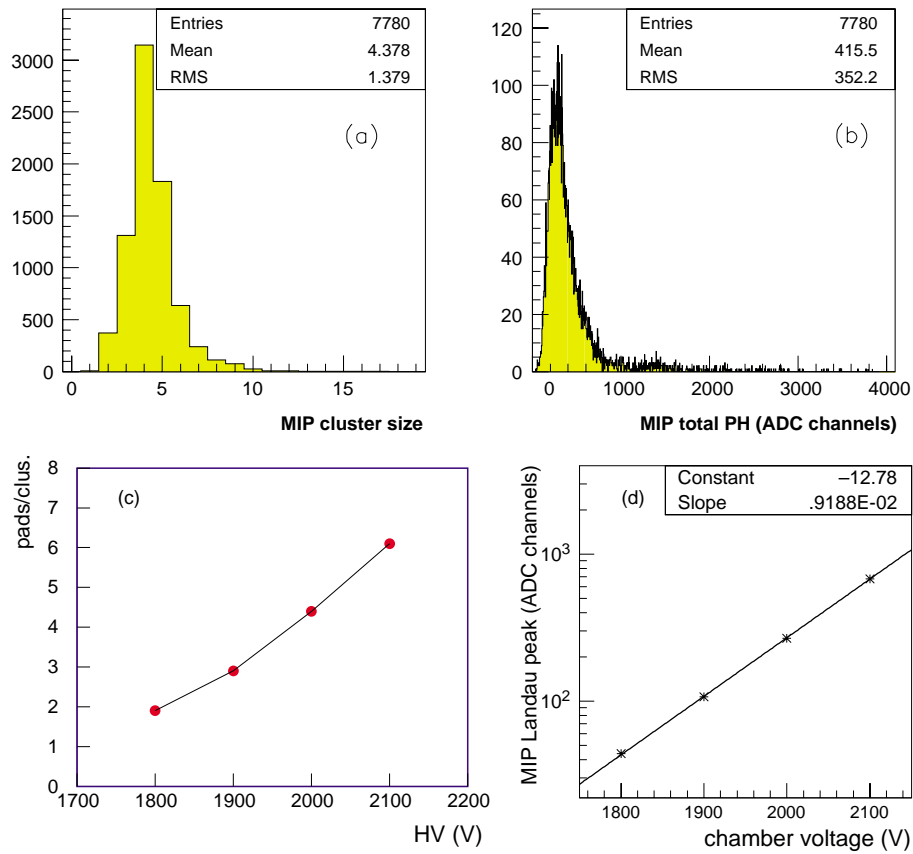 Entries 7780
Mean 4.378
RMS 1.379
(a)
3000
2500
2000
1500
1000
500
0
0 5 10 15
MIP cluster size
Entries 7780
Mean 415.5
RMS 352.2
(b)
120
100
80
60
40
20
0
0 1000 2000 3000 4000
MIP total PH (ADC channels)
pads/clus.
(c)
8
7
6
5
4
3
2
1
0
1700 1800 1900 2000 2100 2200
HV (V)
MIP Landau peak (ADC channels)
(d)
Constant –12.78
Slope .9188E-02
10³
10²
1800 1900 2000 2100
chamber voltage (V)